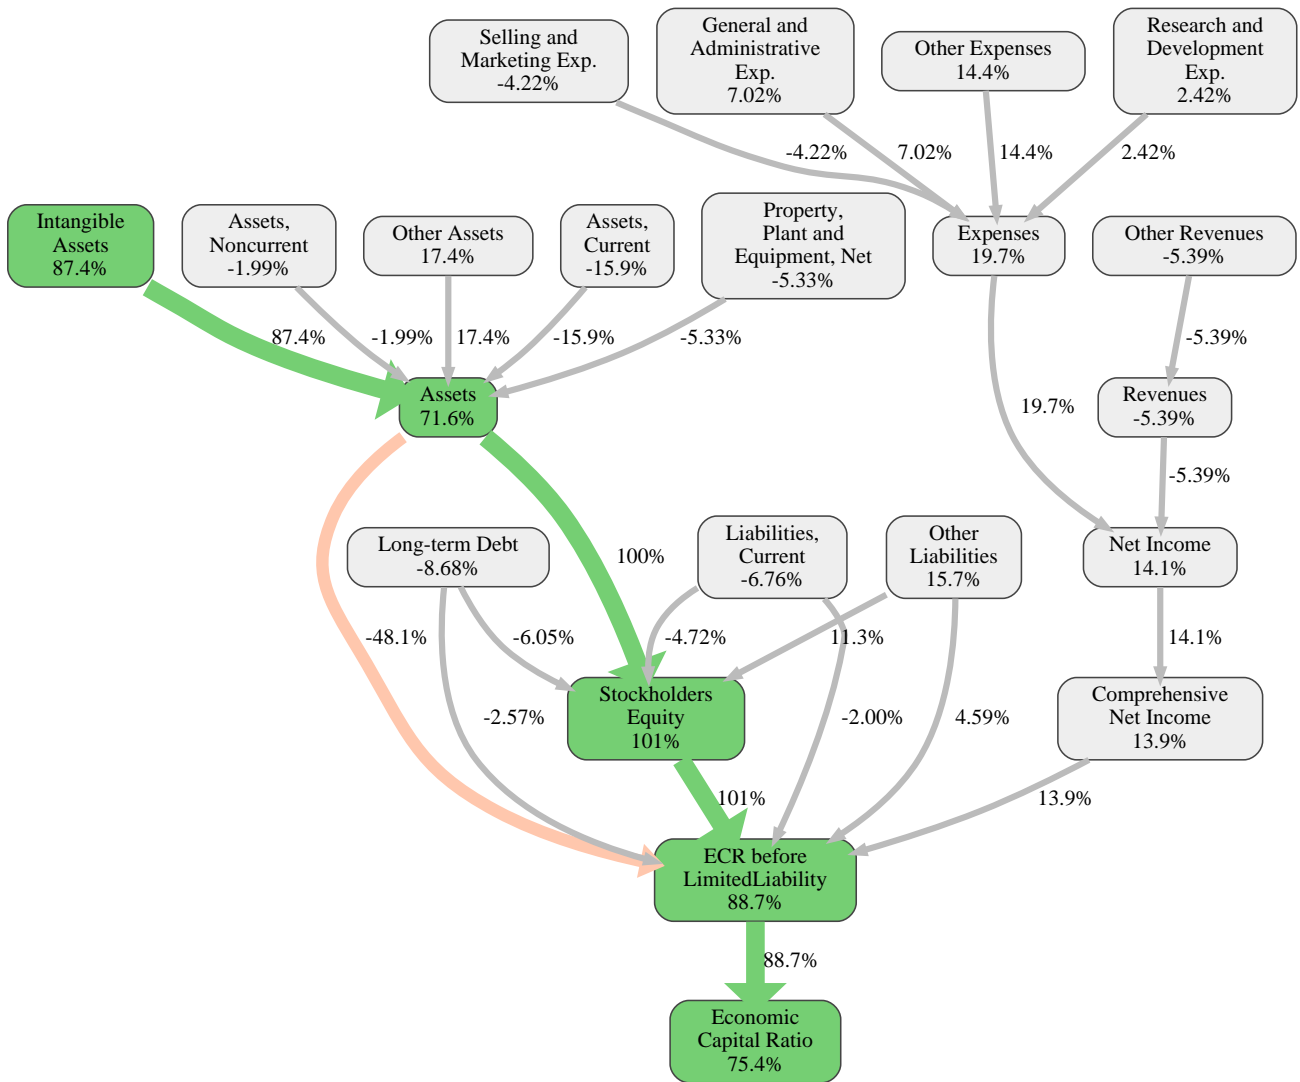 Selling and
Marketing Exp.
-4.22%
General and
Administrative
Exp.
7.02%
Other Expenses
14.4%
Research and
Development
Exp.
2.42%
-4.22%
7.02%
14.4%
2.42%
Intangible
Assets
87.4%
Assets,
Noncurrent
-1.99%
Other Assets
17.4%
Assets,
Current
-15.9%
Property,
Plant and
Equipment, Net
-5.33%
Expenses
19.7%
Other Revenues
-5.39%
87.4%
-1.99%
17.4%
-15.9%
-5.33%
-5.39%
Assets
71.6%
19.7%
Revenues
-5.39%
-5.39%
Long-term Debt
-8.68%
100%
Liabilities,
Current
-6.76%
Other
Liabilities
15.7%
Net Income
14.1%
-48.1%
-6.05%
-4.72%
11.3%
14.1%
Stockholders
Equity
101%
Comprehensive
Net Income
13.9%
-2.57%
-2.00%
4.59%
101%
13.9%
ECR before
LimitedLiability
88.7%
88.7%
Economic
Capital Ratio
75.4%